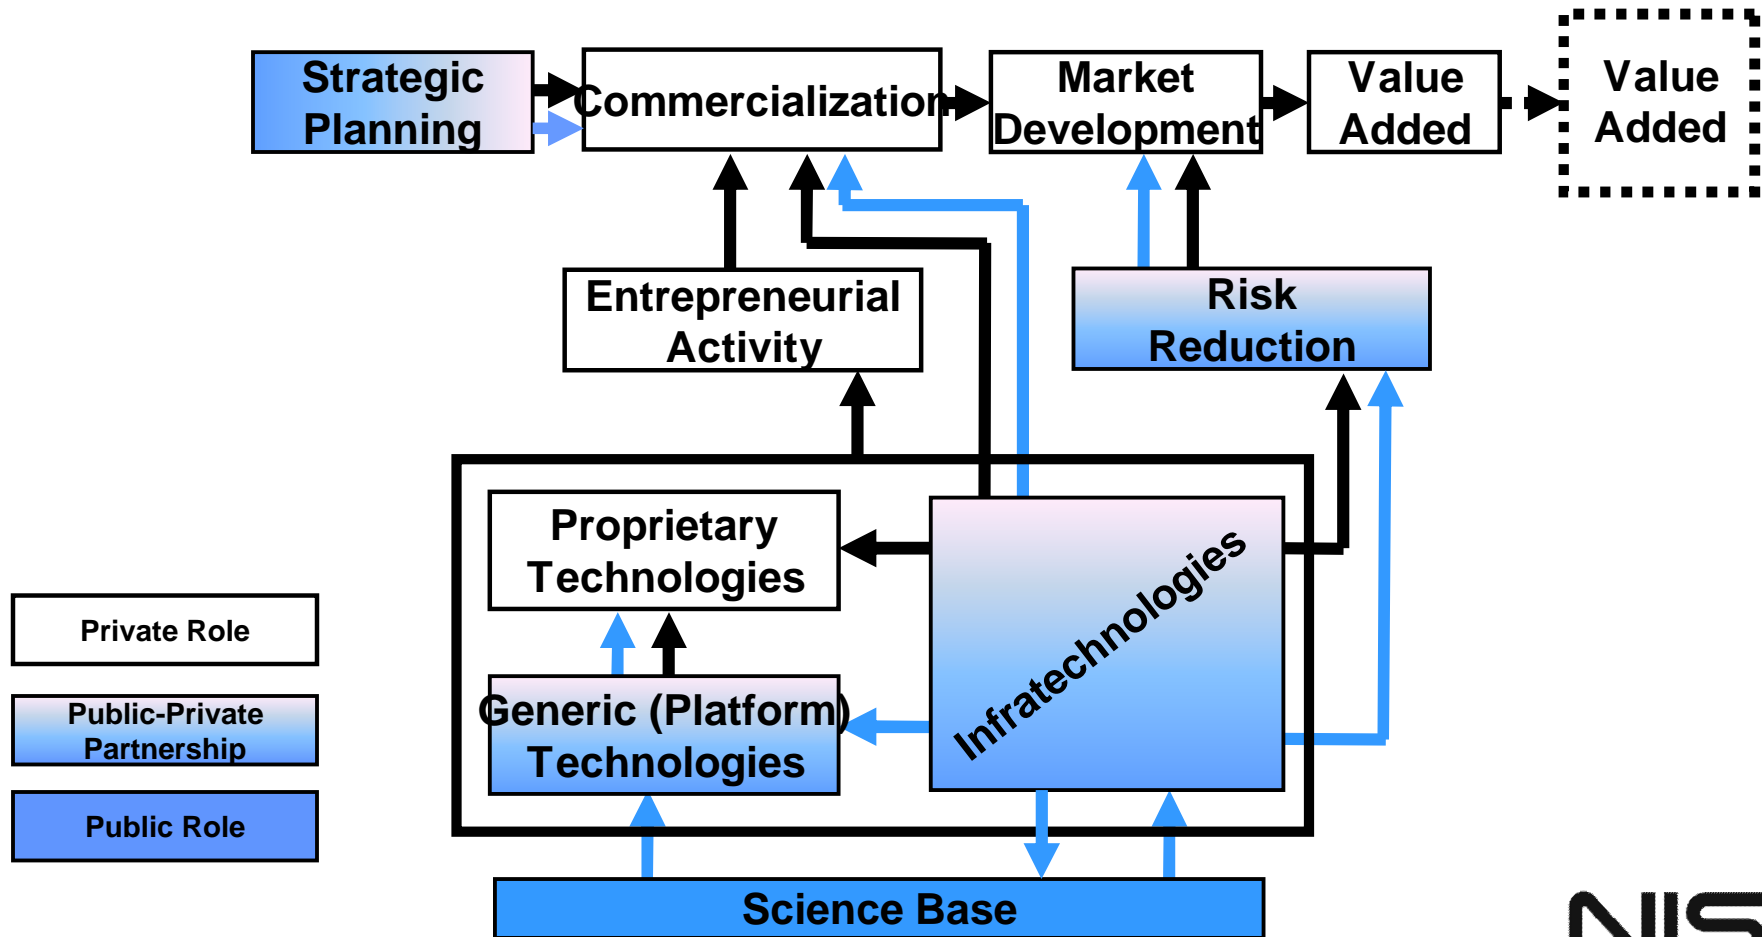 Strategic
Planning
Commercialization
Market
Development
Value
Added
Value
Added
Entrepreneurial
Activity
Risk
Reduction
Proprietary
Technologies
Infratechnologies
Generic (Platform)
Technologies
Private Role
Public-Private
Partnership
Public Role
Science Base